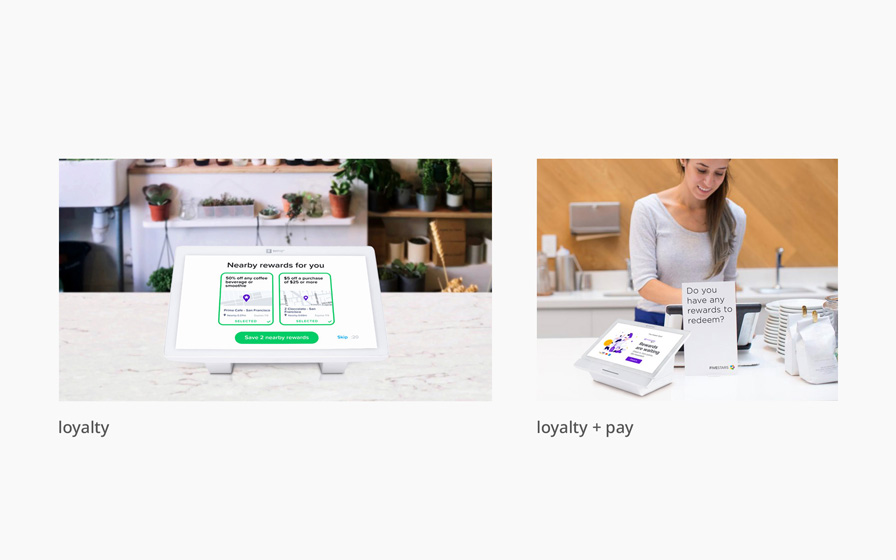 Nearby rewards for you
50% off any coffee
beverage or
smoothie
$5 off a purchase
of $25 or more
Prime Cafe · San Francisco
SELECTED
SELECTED
Save 2 nearby rewards
Skip
Rewards
are waiting
Do you
have any
rewards to
redeem?
FIVESTARS
loyalty
loyalty + pay